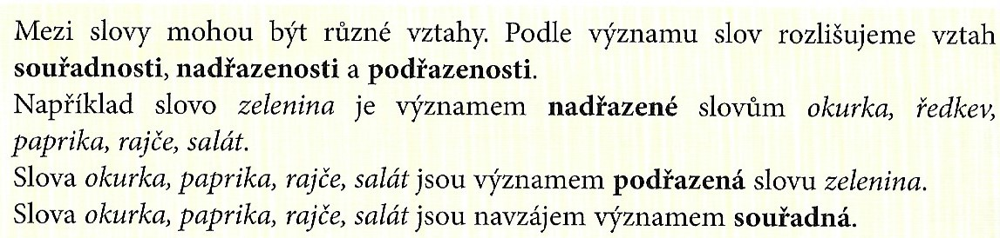 Mezi slovy mohou být různé vztahy. Podle významu slov rozlišujeme vztah
souřadnosti, nadřazenosti a podřazenosti.
Například slovo zelenina je významem nadřazené slovům okurka, ředkev,
paprika, rajče, salát.
Slova okurka, paprika, rajče, salát jsou významem podřazená slovu zelenina.
Slova okurka, paprika, rajče, salát jsou navzájem významem souřadná.